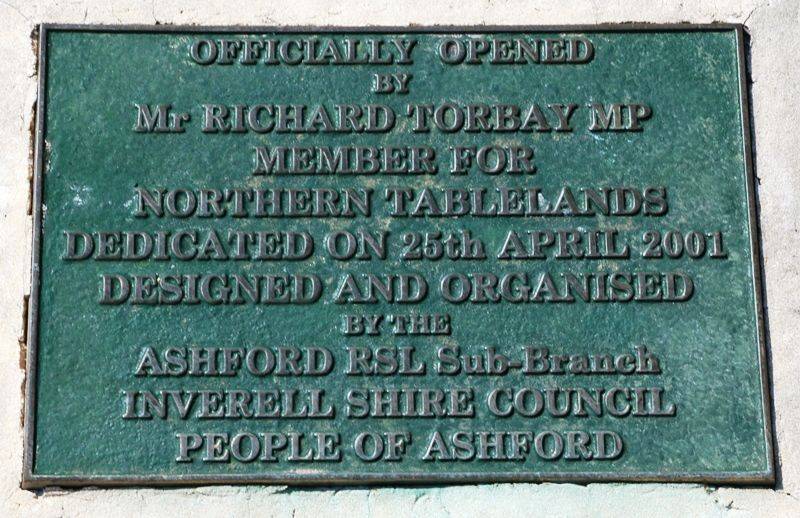 OFFICIALLY OPENED
BY
Mr RICHARD TORBAY MP
MEMBER FOR
NORTHERN TABLELANDS
DEDICATED ON 25th APRIL 2001
DESIGNED AND ORGANISED
BY THE
ASHFORD RSL Sub-Branch
INVERELL SHIRE COUNCIL
PEOPLE OF ASHFORD